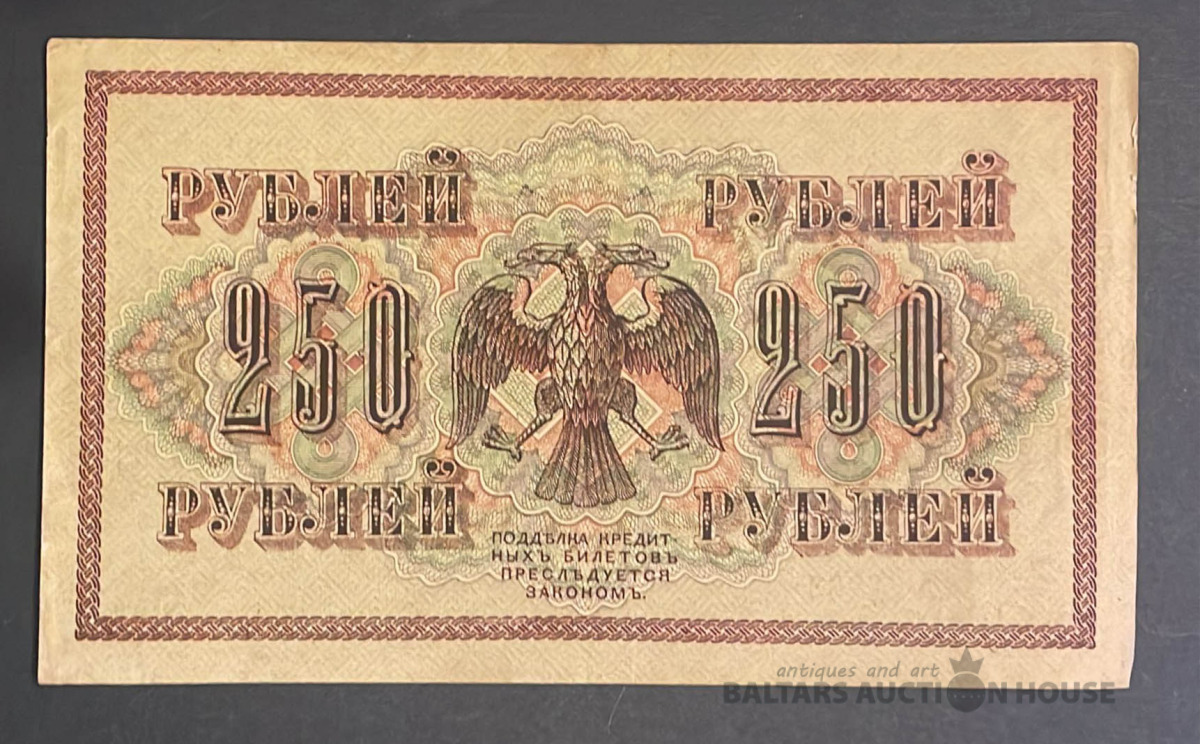 РУБЛЕЙ РУБЛЕЙ
250 250
РУБЛЕЙ РУБЛЕЙ
ПОДДѢЛКА КРЕДИТ-
НЫХЪ БИЛЕТОВЪ
ПРЕСЛѢДУЕТСЯ
ЗАКОНОМЪ.
antiques and art
BALTARS AUCTION HOUSE